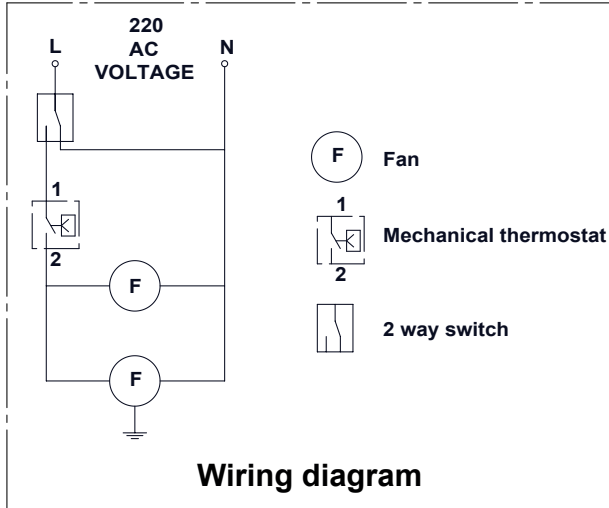 220
AC
VOLTAGE
L
N
1
2
F
F
F
Fan
1
2
Mechanical thermostat
2 way switch
Wiring diagram